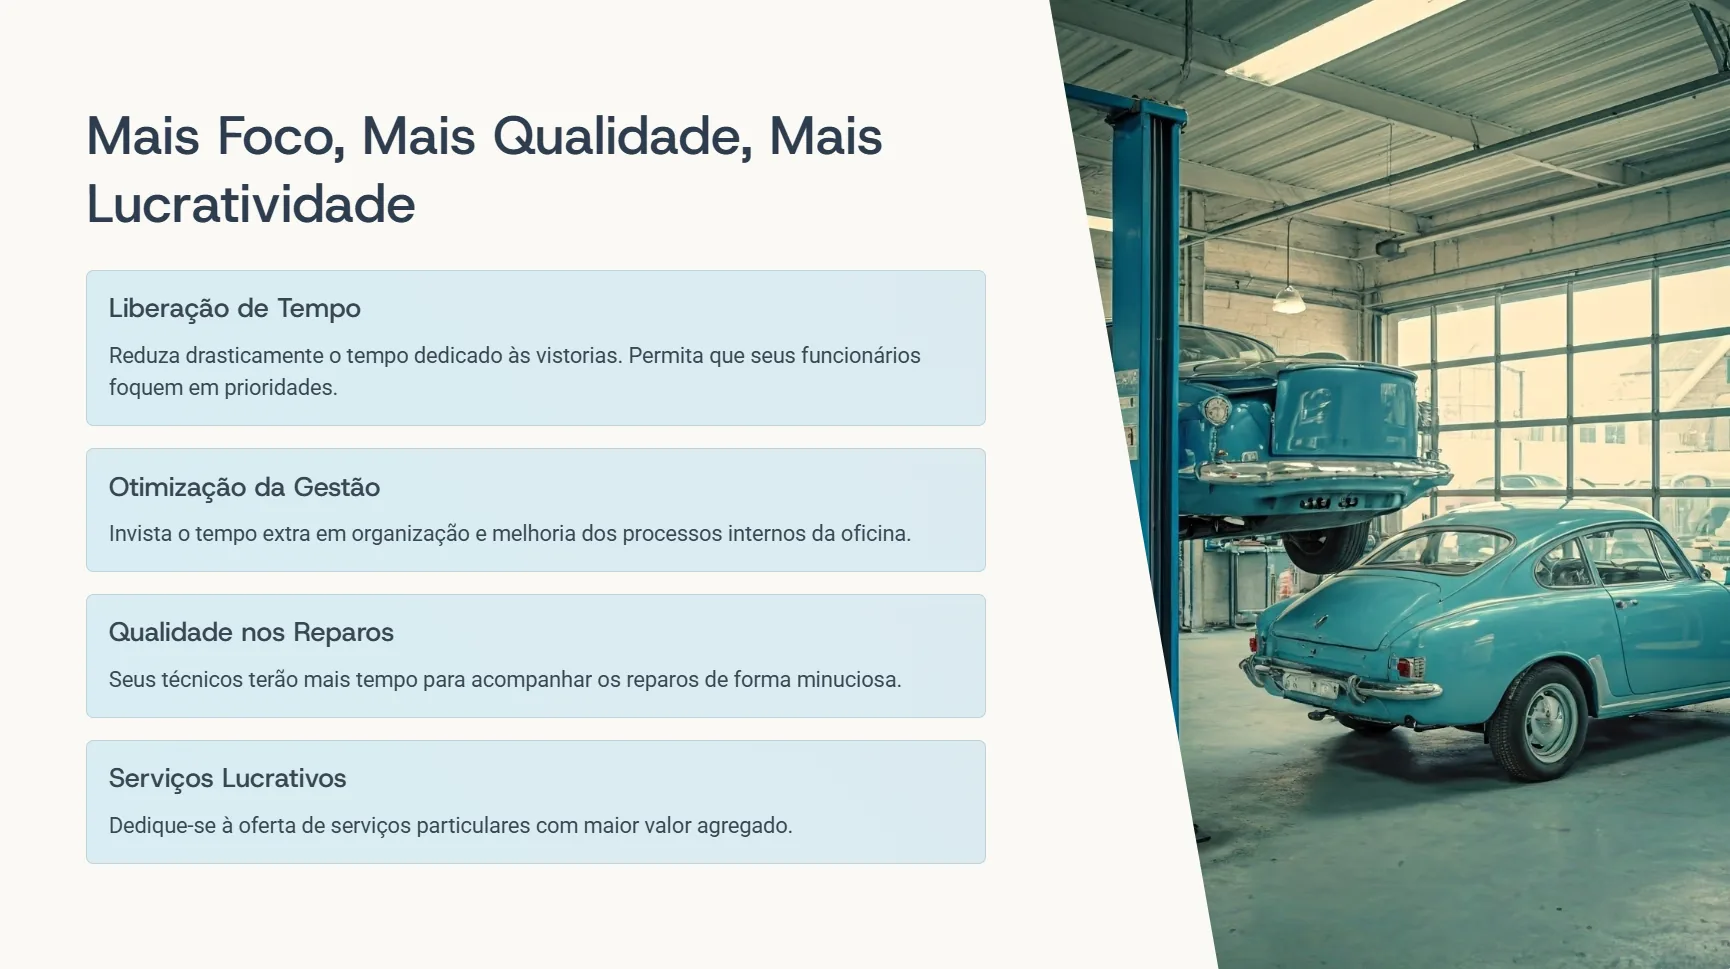 Mais Foco, Mais Qualidade, Mais
Lucratividade
Liberação de Tempo
Reduza drasticamente o tempo dedicado às vistorias. Permita que seus funcionários
foquem em prioridades.
Otimização da Gestão
Invista o tempo extra em organização e melhoria dos processos internos da oficina.
Qualidade nos Reparos
Seus técnicos terão mais tempo para acompanhar os reparos de forma minuciosa.
Serviços Lucrativos
Dedique-se à oferta de serviços particulares com maior valor agregado.